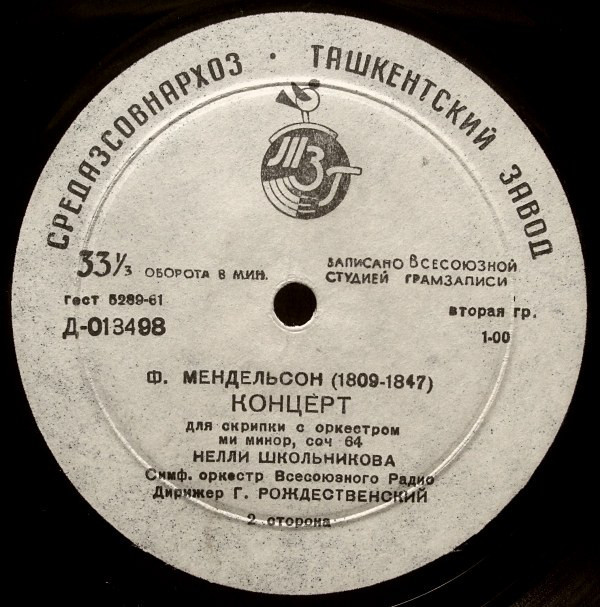 СРЕДАЗСОВНАРХОЗ · ТАШКЕНТСКИЙ ЗАВОД
ТЗГ
33⅓ ОБОРОТА В МИН.
ЗАПИСАНО ВСЕСОЮЗНОЙ
СТУДИЕЙ ГРАМЗАПИСИ
гост 5289-61
Д-013498
вторая гр.
1-00
Ф. МЕНДЕЛЬСОН (1809-1847)
КОНЦЕРТ
для скрипки с оркестром
ми минор, соч 64
НЕЛЛИ ШКОЛЬНИКОВА
Симф. оркестр Всесоюзного Радио
Дирижер Г. РОЖДЕСТВЕНСКИЙ
2 сторона